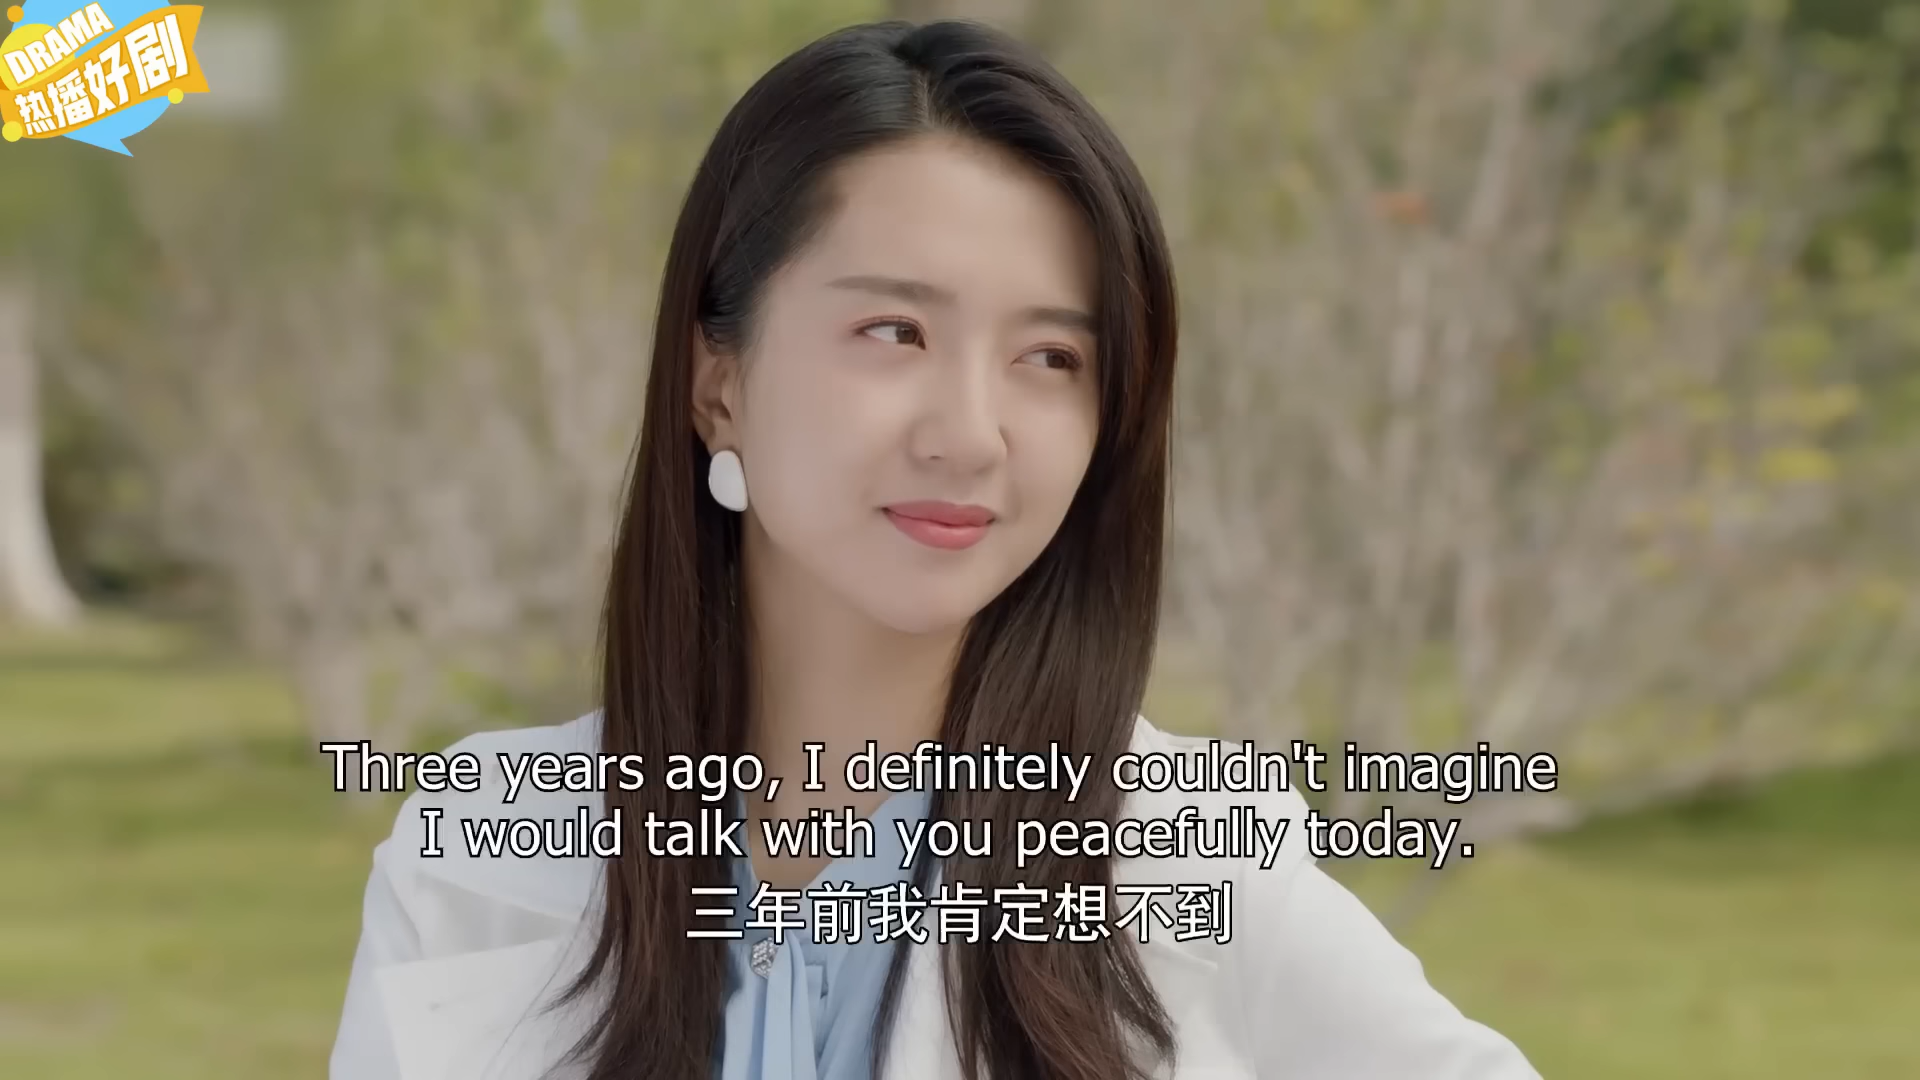 DRAMA
热播好剧
Three years ago, I definitely couldn't imagine
I would talk with you peacefully today.
三年前我肯定想不到